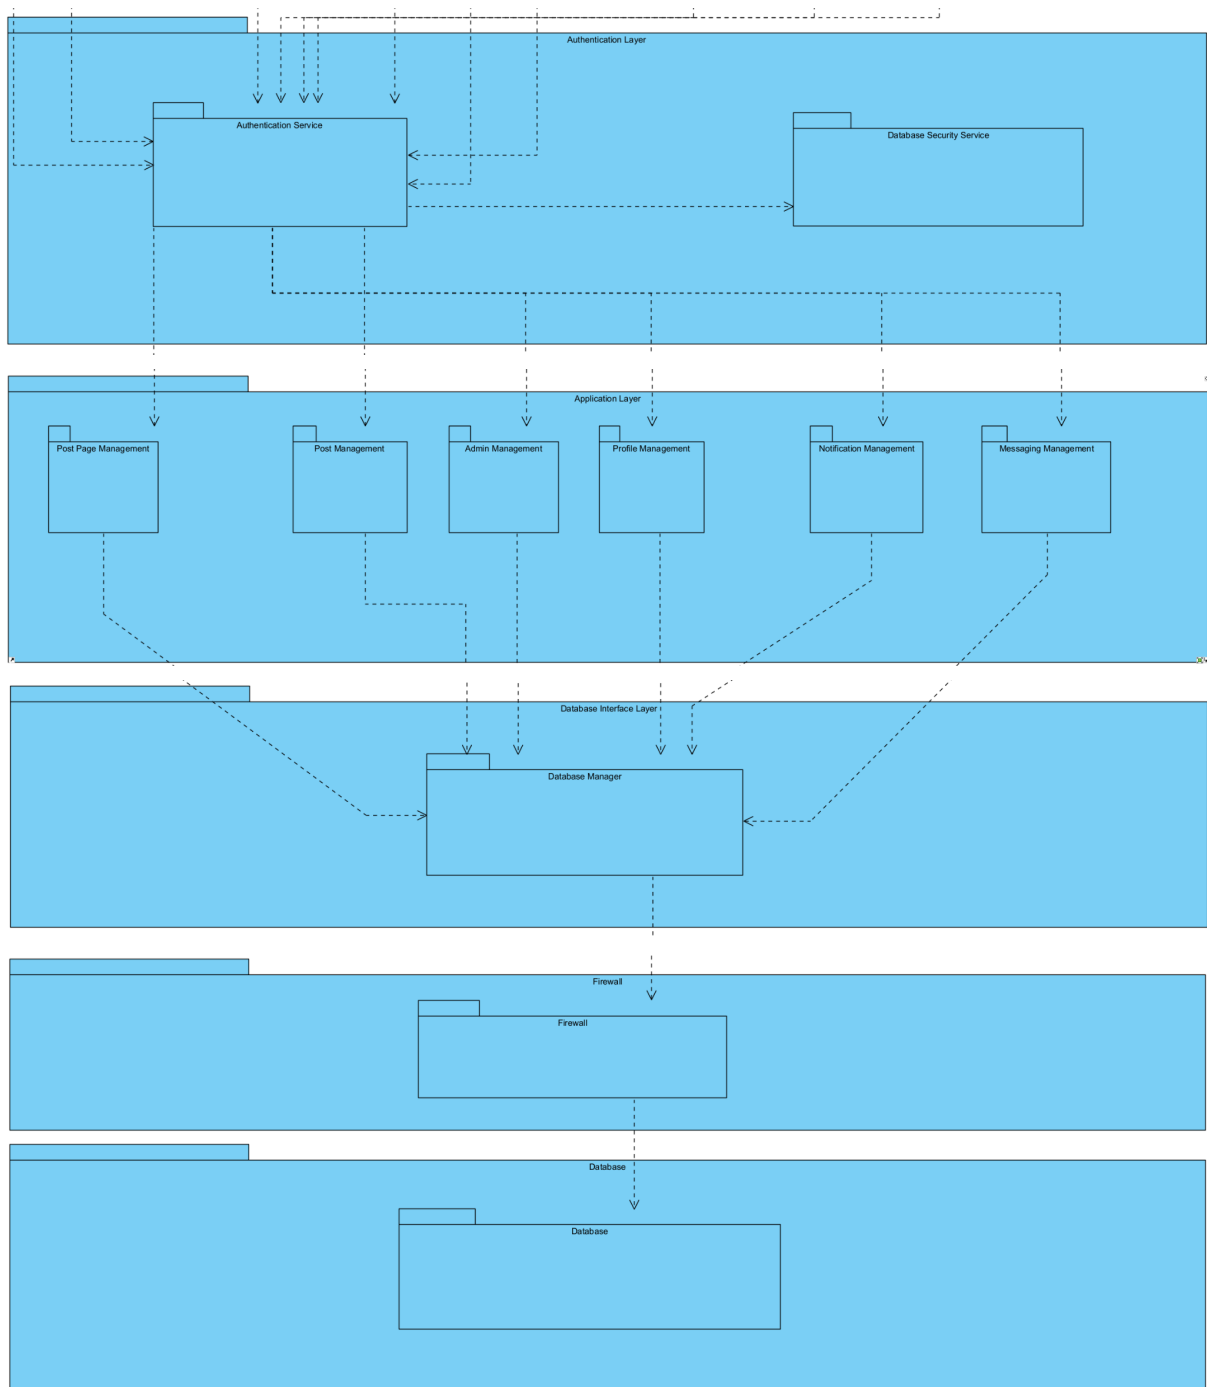 Authentication Layer
Authentication Service
Database Security Service
Application Layer
Post Page Management
Post Management
Admin Management
Profile Management
Notification Management
Messaging Management
Database Interface Layer
Database Manager
Firewall
Firewall
Database
Database